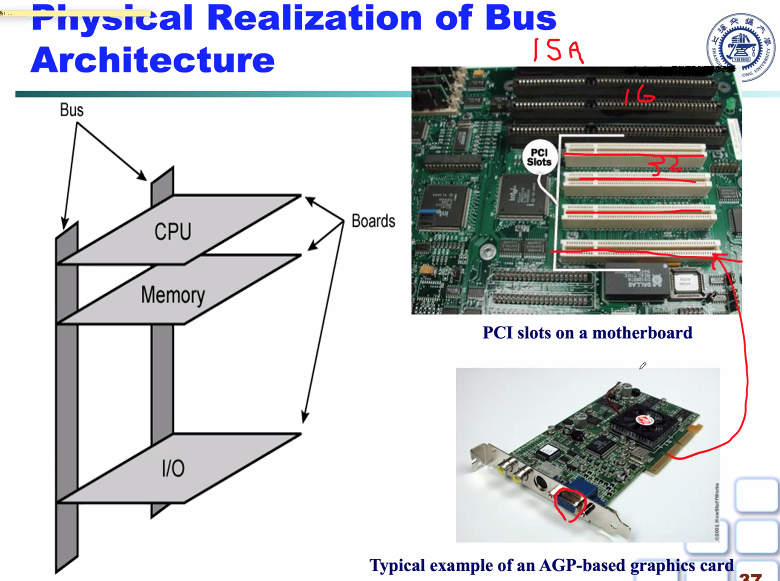 Physical Realization of Bus
Architecture
ISA
16
32
PCI
Slots
PCI slots on a motherboard
Bus
Boards
CPU
Memory
I/O
Typical example of an AGP-based graphics card
37